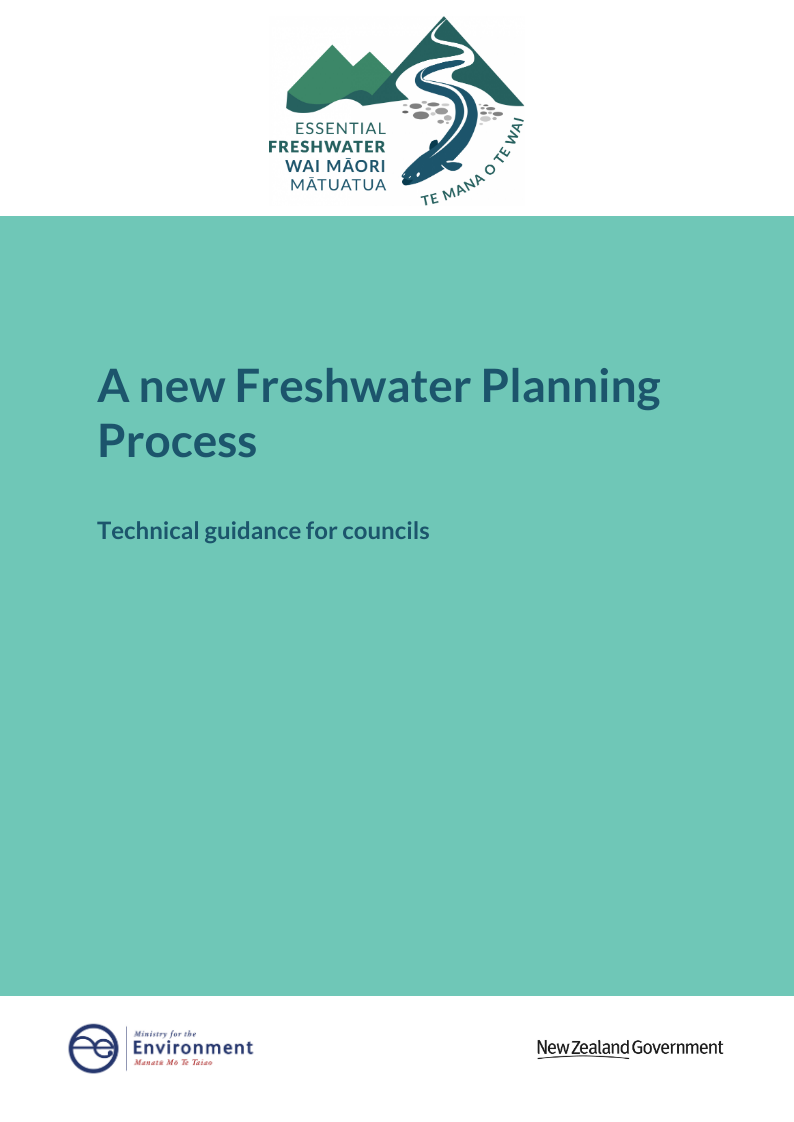 ESSENTIAL
FRESHWATER
WAI MĀORI
MĀTUATUA
TE MANA O TE WAI
A new Freshwater Planning
Process
Technical guidance for councils
Ministry for the
Environment
Manatū Mō Te Taiao
New Zealand Government